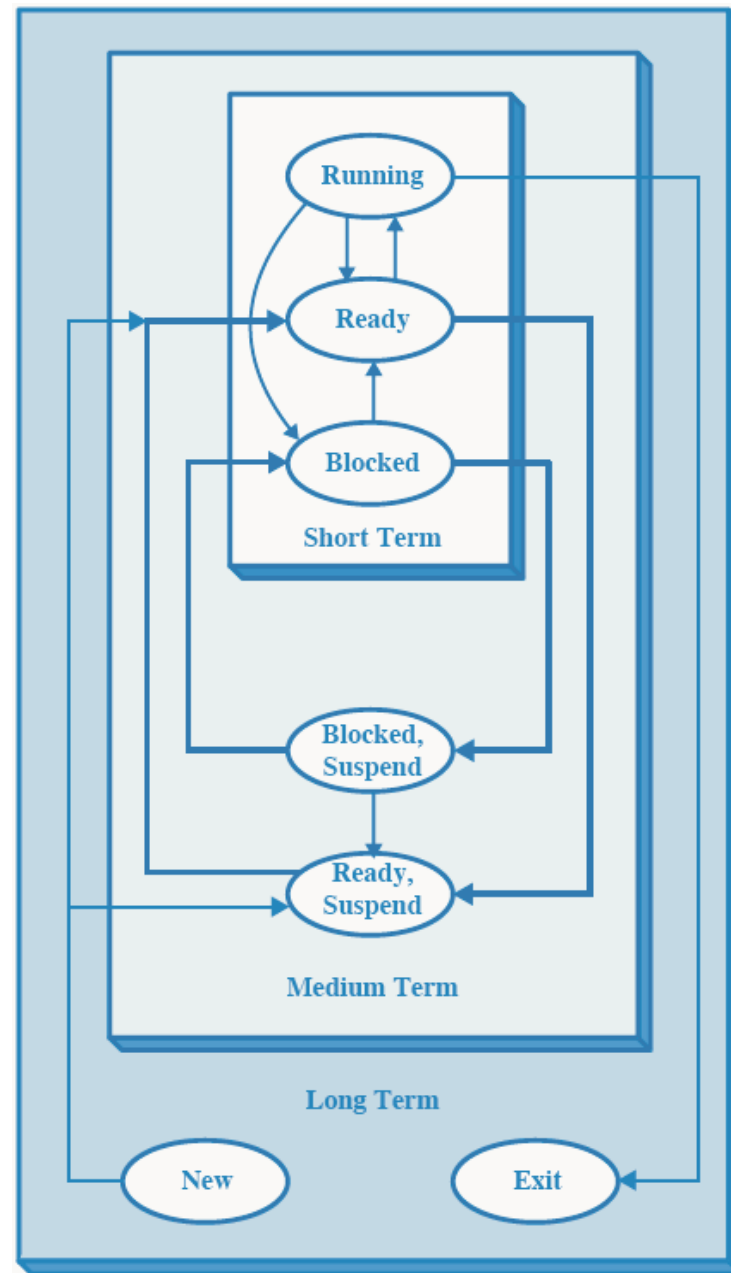 Running
Ready
Blocked
Short Term
Blocked,
Suspend
Ready,
Suspend
Medium Term
Long Term
New
Exit